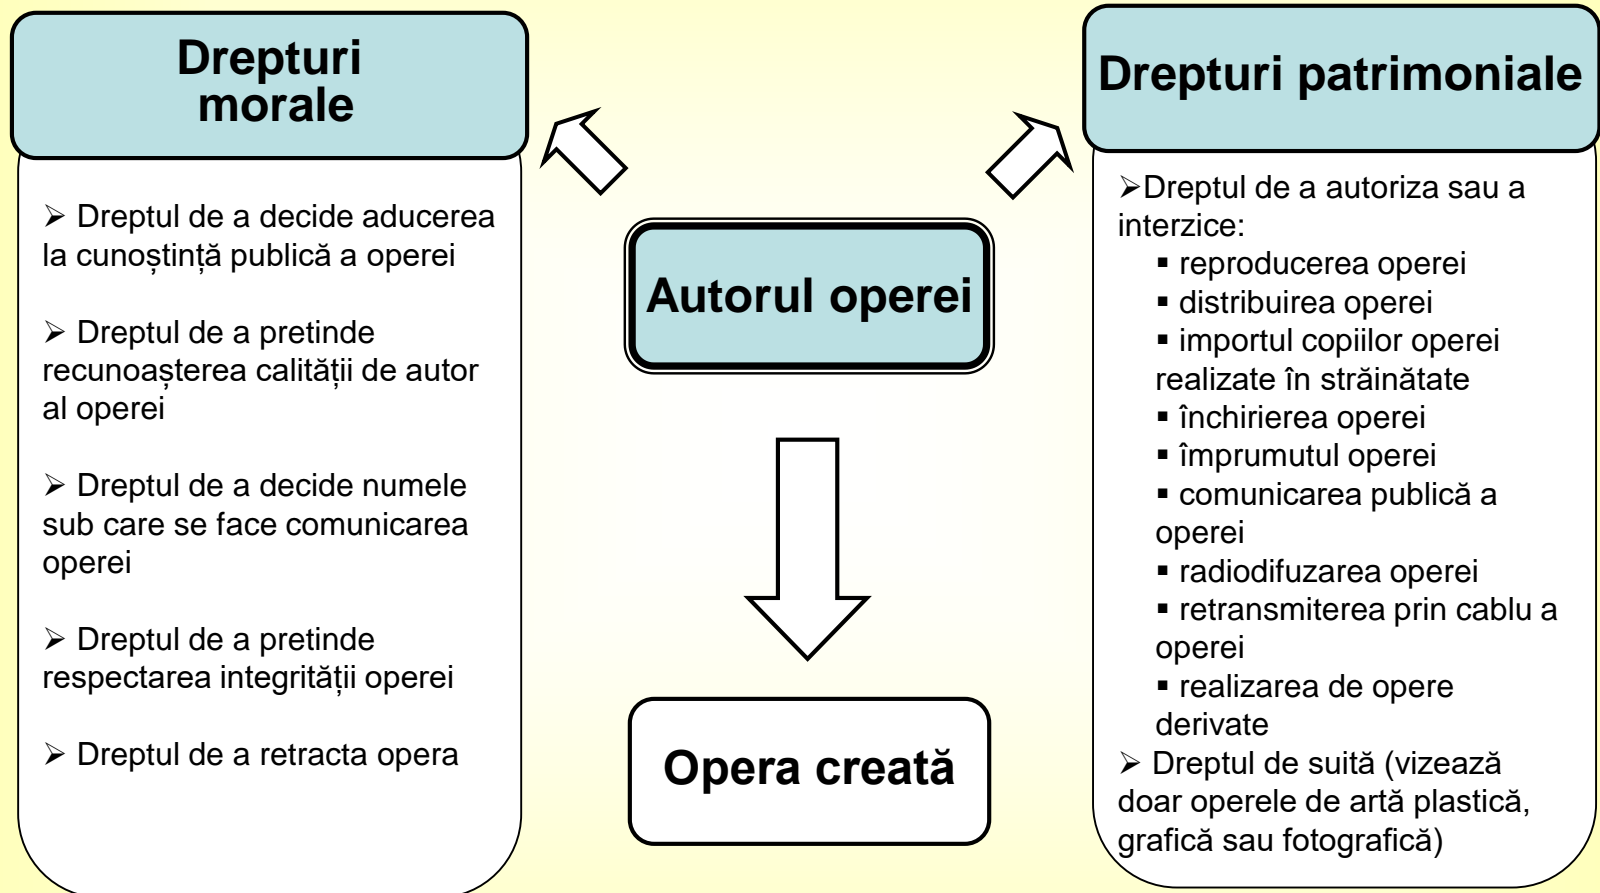 Drepturi
morale
➢ Dreptul de a decide aducerea
la cunoștință publică a operei
➢ Dreptul de a pretinde
recunoașterea calității de autor
al operei
➢ Dreptul de a decide numele
sub care se face comunicarea
operei
➢ Dreptul de a pretinde
respectarea integrității operei
➢ Dreptul de a retracta opera
Autorul operei
Opera creată
Drepturi patrimoniale
➢Dreptul de a autoriza sau a
interzice:
▪ reproducerea operei
▪ distribuirea operei
▪ importul copiilor operei
realizate în străinătate
▪ închirierea operei
▪ împrumutul operei
▪ comunicarea publică a
operei
▪ radiodifuzarea operei
▪ retransmiterea prin cablu a
operei
▪ realizarea de opere
derivate
➢ Dreptul de suită (vizează
doar operele de artă plastică,
grafică sau fotografică)